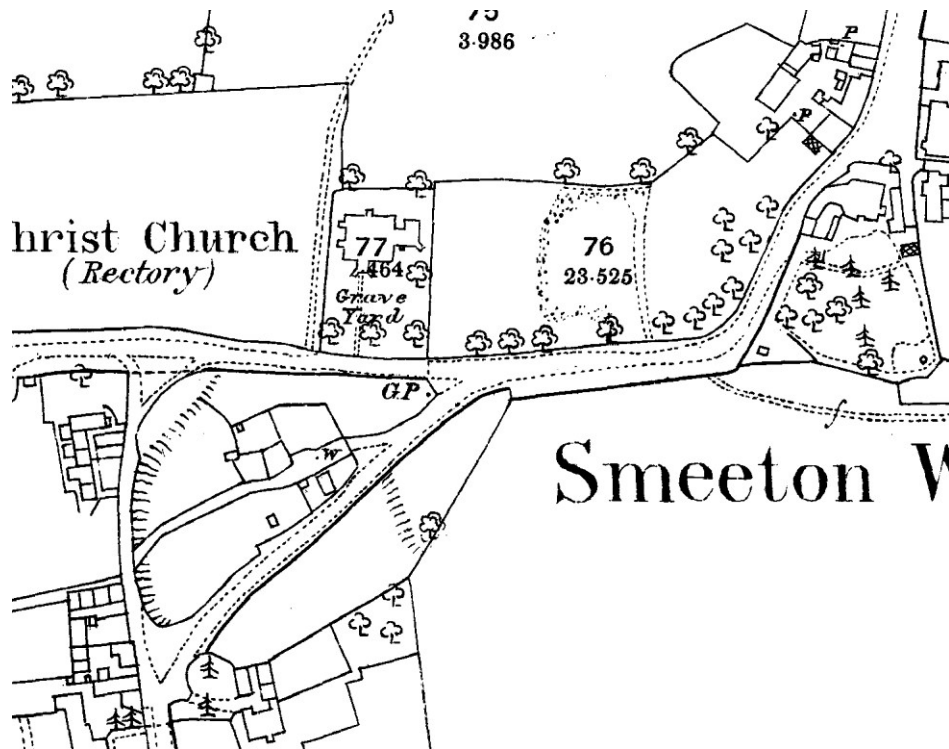 75
3·986
P
P
hrist Church
(Rectory)
77
·464
Grave
Yard
76
23·525
G.P
W
Smeeton W